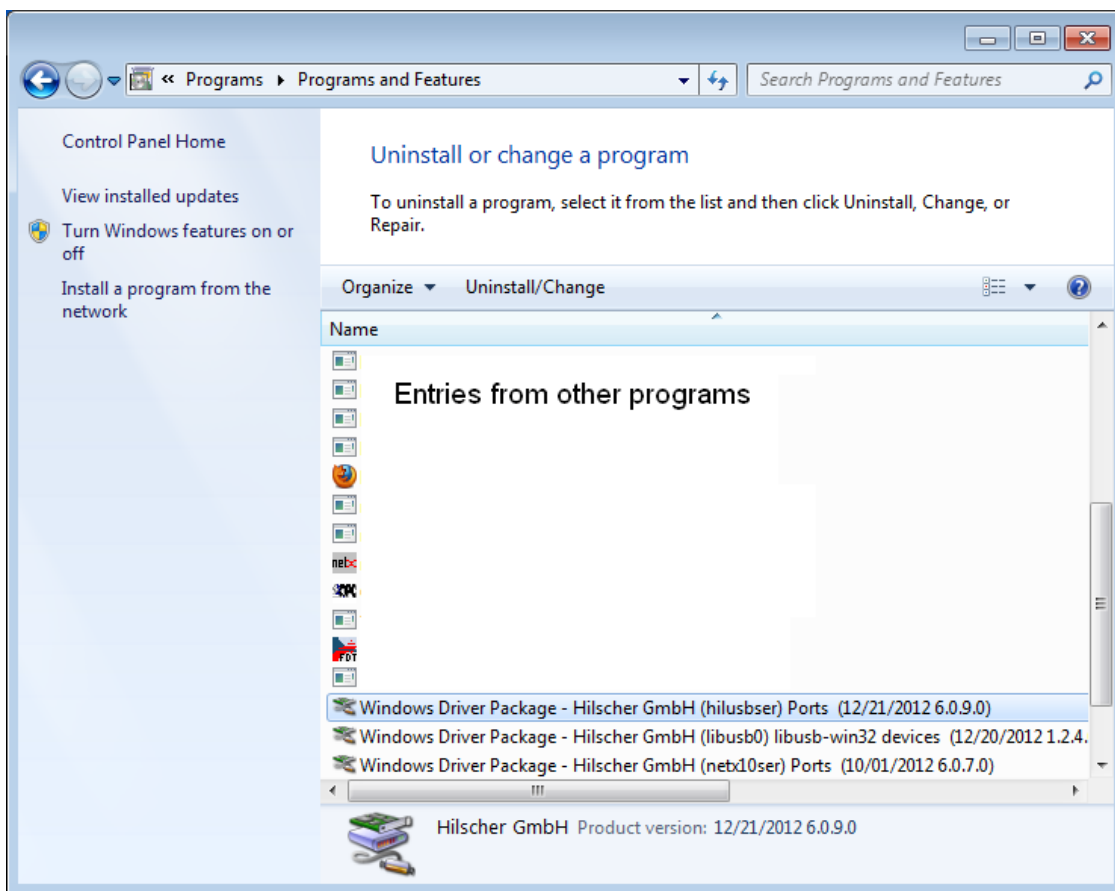 « Programs ▸ Programs and Features
Search Programs and Features
Control Panel Home
View installed updates
Turn Windows features on or
off
Install a program from the
network
Uninstall or change a program
To uninstall a program, select it from the list and then click Uninstall, Change, or
Repair.
Organize
Uninstall/Change
Name
Entries from other programs
netx
OPC
FDT
Windows Driver Package - Hilscher GmbH (hilusbser) Ports (12/21/2012 6.0.9.0)
Windows Driver Package - Hilscher GmbH (libusb0) libusb-win32 devices (12/20/2012 1.2.4.
Windows Driver Package - Hilscher GmbH (netx10ser) Ports (10/01/2012 6.0.7.0)
Hilscher GmbH Product version: 12/21/2012 6.0.9.0